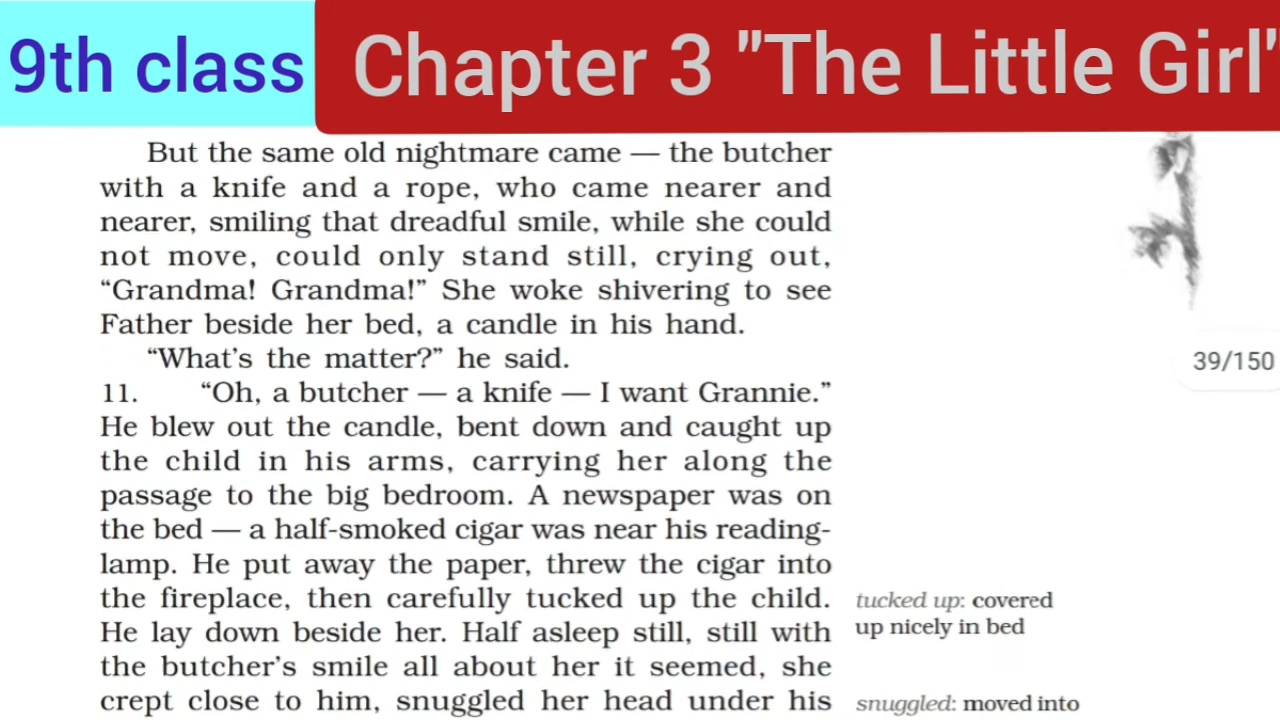 9th class
Chapter 3 "The Little Girl"
But the same old nightmare came — the butcher
with a knife and a rope, who came nearer and
nearer, smiling that dreadful smile, while she could
not move, could only stand still, crying out,
“Grandma! Grandma!” She woke shivering to see
Father beside her bed, a candle in his hand.
“What’s the matter?” he said.
39/150
11. “Oh, a butcher — a knife — I want Grannie.”
He blew out the candle, bent down and caught up
the child in his arms, carrying her along the
passage to the big bedroom. A newspaper was on
the bed — a half-smoked cigar was near his reading-
lamp. He put away the paper, threw the cigar into
the fireplace, then carefully tucked up the child.
He lay down beside her. Half asleep still, still with
the butcher’s smile all about her it seemed, she
crept close to him, snuggled her head under his
tucked up: covered
up nicely in bed
snuggled: moved into